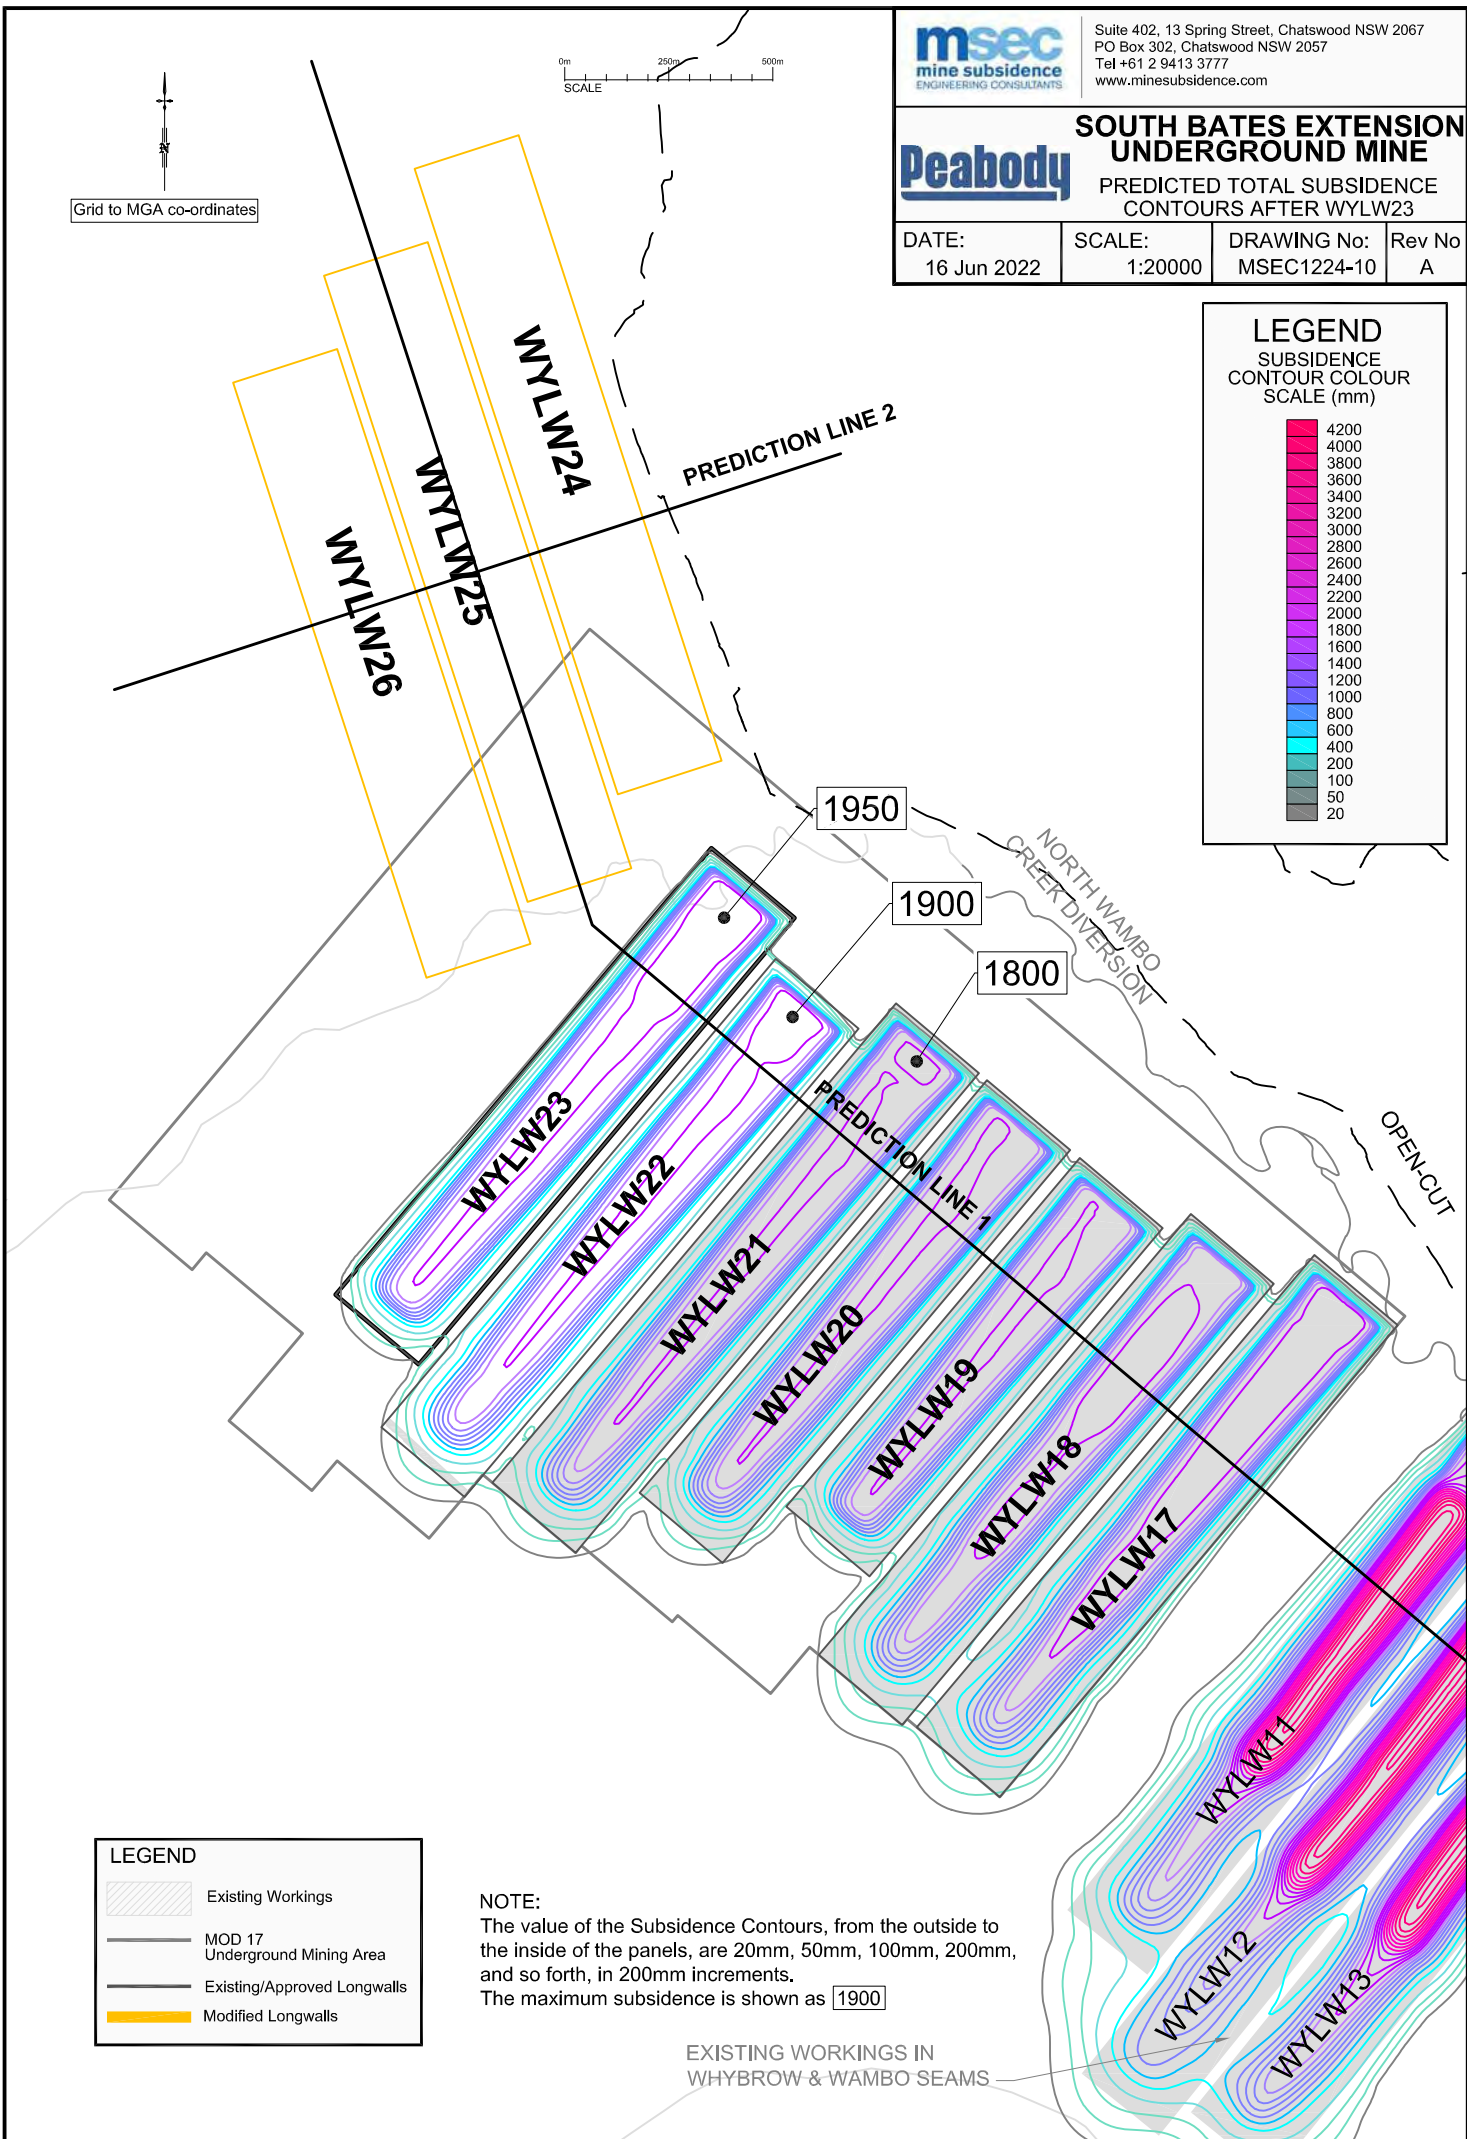 msec
mine subsidence
ENGINEERING CONSULTANTS
Suite 402, 13 Spring Street, Chatswood NSW 2067
PO Box 302, Chatswood NSW 2057
Tel +61 2 9413 3777
www.minesubsidence.com
Peabody
SOUTH BATES EXTENSION
UNDERGROUND MINE
PREDICTED TOTAL SUBSIDENCE
CONTOURS AFTER WYLW23
DATE:
16 Jun 2022
SCALE:
1:20000
DRAWING No:
MSEC1224-10
Rev No
A
0m 250m 500m
SCALE
N
Grid to MGA co-ordinates
LEGEND
SUBSIDENCE
CONTOUR COLOUR
SCALE (mm)
4200
4000
3800
3600
3400
3200
3000
2800
2600
2400
2200
2000
1800
1600
1400
1200
1000
800
600
400
200
100
50
20
WYLW24
PREDICTION LINE 2
WYLW25
WYLW26
1950
NORTH WAMBO
CREEK DIVERSION
1900
1800
PREDICTION LINE 1
OPEN-CUT
WYLW23
WYLW22
WYLW21
WYLW20
WYLW19
WYLW18
WYLW17
WYLW11
WYLW12
WYLW13
LEGEND
Existing Workings
MOD 17
Underground Mining Area
Existing/Approved Longwalls
Modified Longwalls
NOTE:
The value of the Subsidence Contours, from the outside to
the inside of the panels, are 20mm, 50mm, 100mm, 200mm,
and so forth, in 200mm increments.
The maximum subsidence is shown as 1900
EXISTING WORKINGS IN
WHYBROW & WAMBO SEAMS